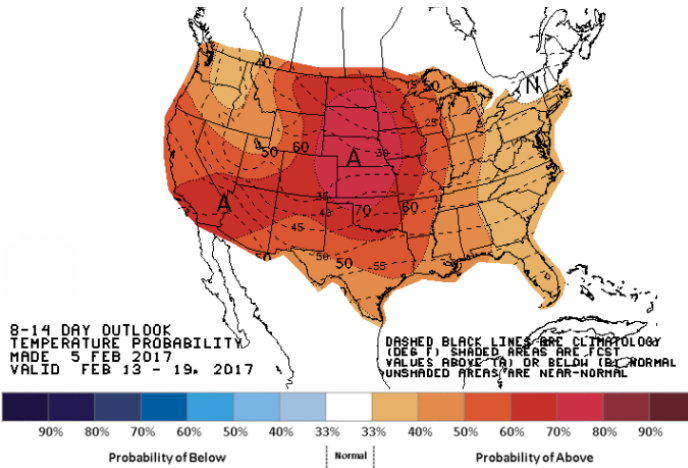 N
40
40
25
50
60
A
30
A
35
40
70
60
45
50
50
50
55
8-14 DAY OUTLOOK
TEMPERATURE PROBABILITY
MADE 5 FEB 2017
VALID FEB 13 - 19, 2017
DASHED BLACK LINES ARE CLIMATOLOGY
(DEG F) SHADED AREAS ARE FCST
VALUES ABOVE (A) OR BELOW (B) NORMAL
UNSHADED AREAS ARE NEAR-NORMAL
90% 80% 70% 60% 50% 40% 33% 33% 40% 50% 60% 70% 80% 90%
Probability of Below Normal Probability of Above